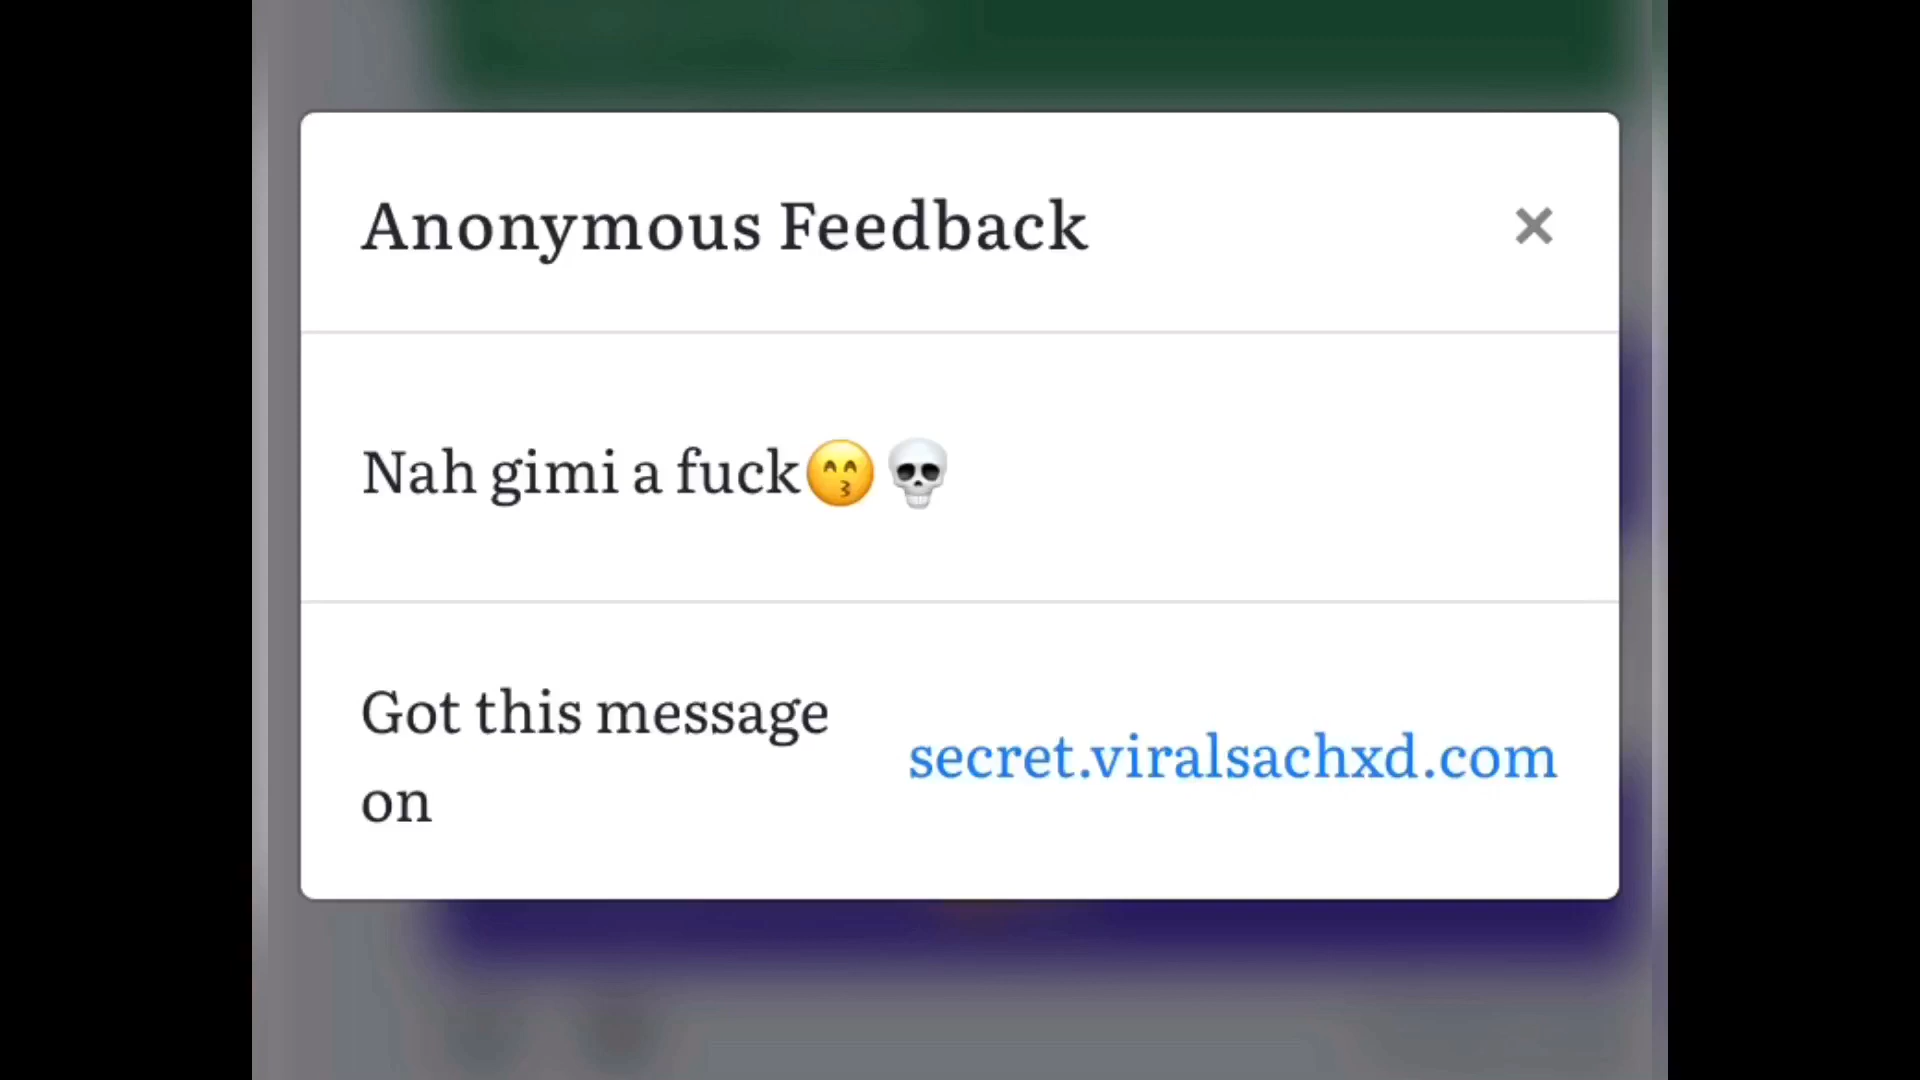 Anonymous Feedback ×
Nah gimi a fuck😙💀
Got this message
on
secret.viralsachxd.com